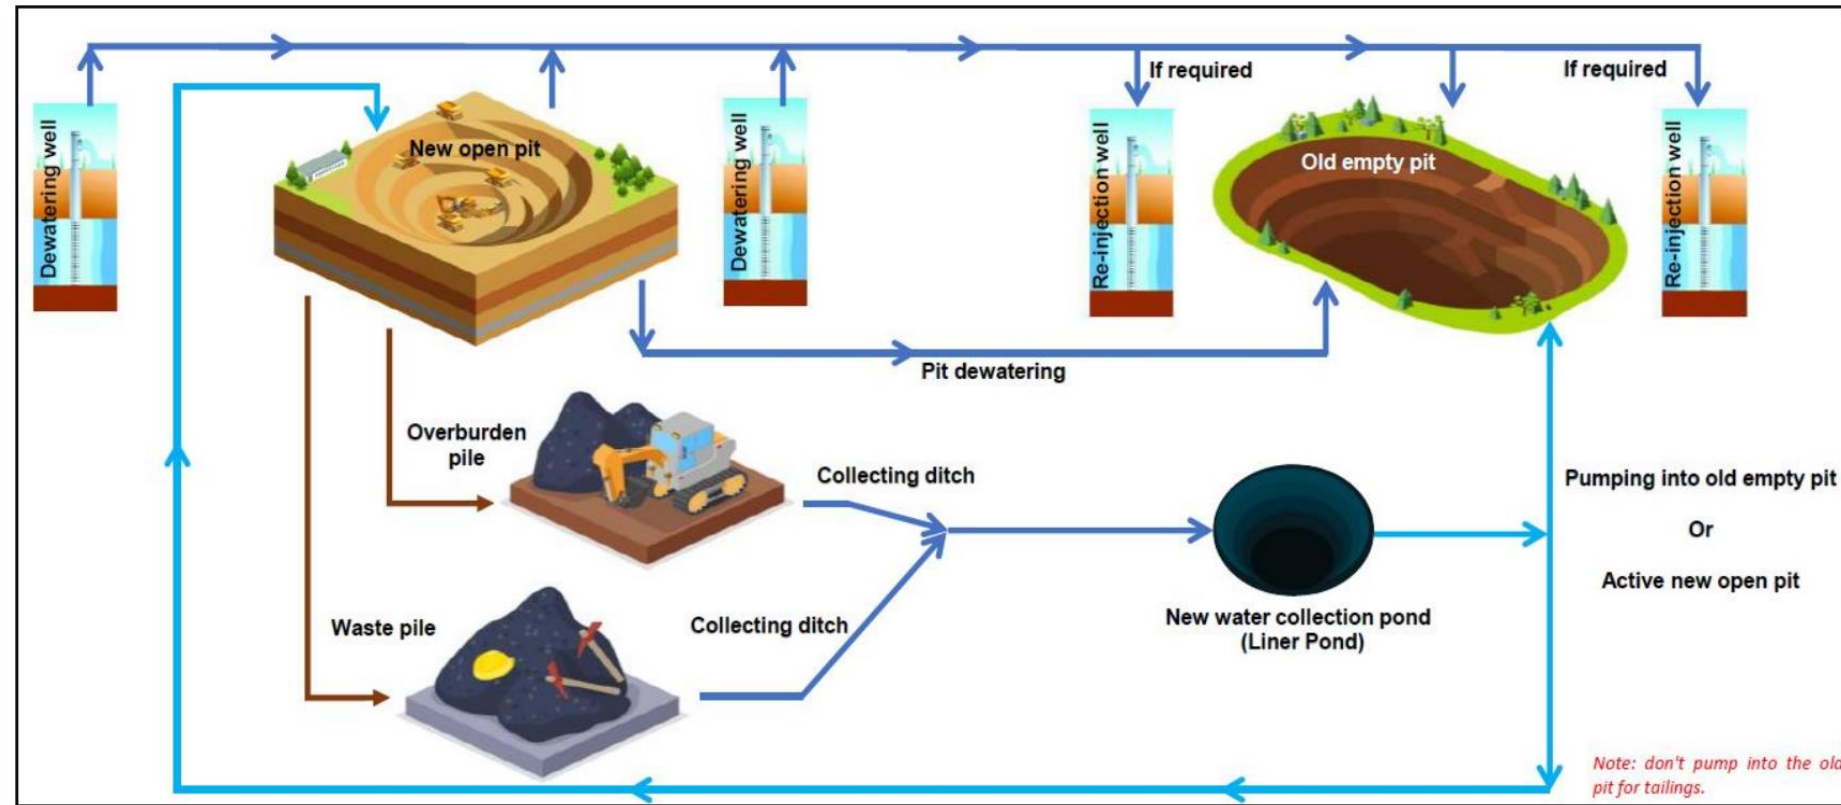 If required
If required
Dewatering well
New open pit
Dewatering well
Re-injection well
Old empty pit
Re-injection well
Pit dewatering
Overburden
pile
Collecting ditch
Pumping into old empty pit
Or
Active new open pit
Waste pile
Collecting ditch
New water collection pond
(Liner Pond)
Note: don't pump into the old
pit for tailings.